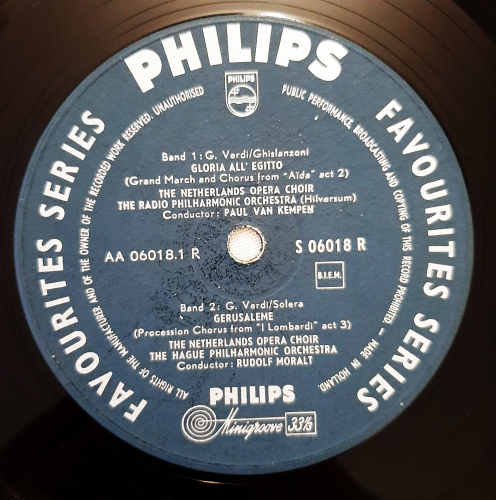 PHILIPS
FAVOURITES SERIES
FAVOURITES SERIES
ALL RIGHTS OF THE MANUFACTURER AND OF THE OWNER OF THE RECORDED WORK RESERVED. UNAUTHORISED
PUBLIC PERFORMANCE, BROADCASTING AND COPYING OF THIS RECORD PROHIBITED – MADE IN HOLLAND.
PHILIPS
Band 1: G. Verdi/Ghislanzoni
GLORIA ALL' EGITTO
(Grand March and Chorus from "Aïda" act 2)
THE NETHERLANDS OPERA CHOIR
THE RADIO PHILHARMONIC ORCHESTRA (Hilversum)
Conductor: PAUL VAN KEMPEN
AA 06018.1 R
S 06018 R
B.I.E.M.
Band 2: G. Verdi/Solera
GERUSALEME
(Procession Chorus from "I Lombardi" act 3)
THE NETHERLANDS OPERA CHOIR
THE HAGUE PHILHARMONIC ORCHESTRA
Conductor: RUDOLF MORALT
PHILIPS
Minigroove 33⅓